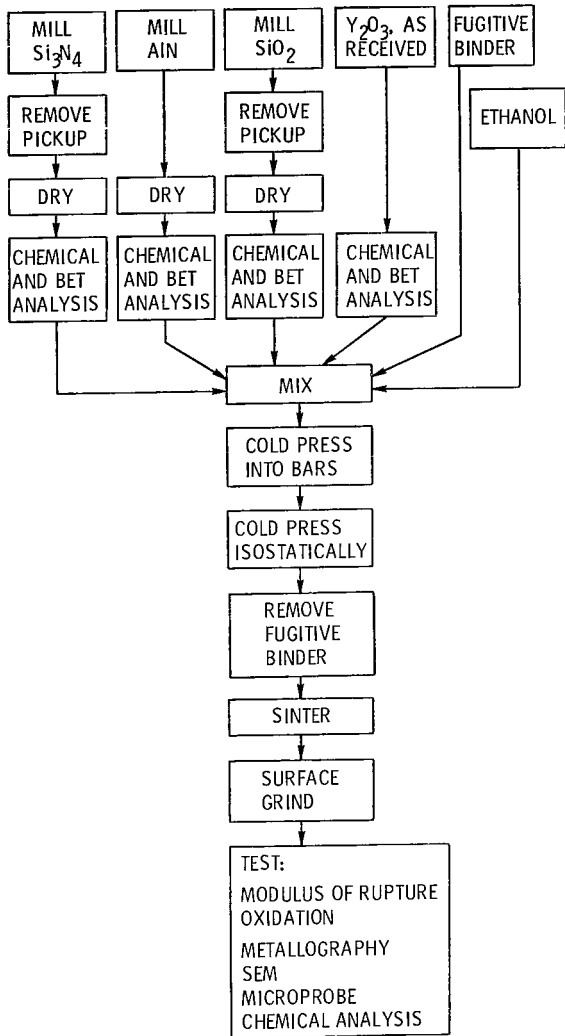 MILL
Si3N4
MILL
AlN
MILL
SiO2
Y2O3, AS
RECEIVED
FUGITIVE
BINDER
ETHANOL
REMOVE
PICKUP
REMOVE
PICKUP
DRY
DRY
DRY
CHEMICAL
AND BET
ANALYSIS
CHEMICAL
AND BET
ANALYSIS
CHEMICAL
AND BET
ANALYSIS
CHEMICAL
AND BET
ANALYSIS
MIX
COLD PRESS
INTO BARS
COLD PRESS
ISOSTATICALLY
REMOVE
FUGITIVE
BINDER
SINTER
SURFACE
GRIND
TEST:
MODULUS OF RUPTURE
OXIDATION
METALLOGRAPHY
SEM
MICROPROBE
CHEMICAL ANALYSIS